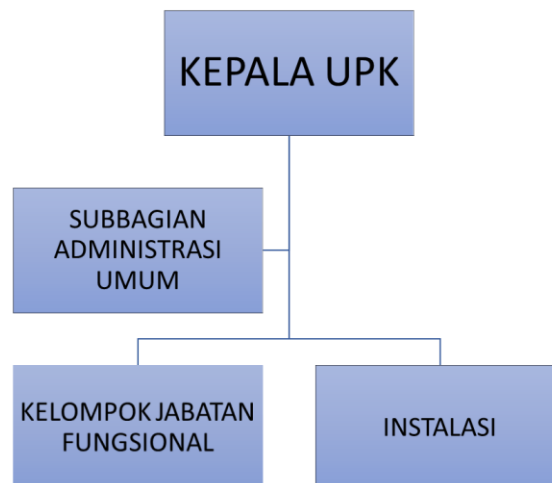 KEPALA UPK
SUBBAGIAN
ADMINISTRASI
UMUM
KELOMPOK JABATAN
FUNGSIONAL
INSTALASI